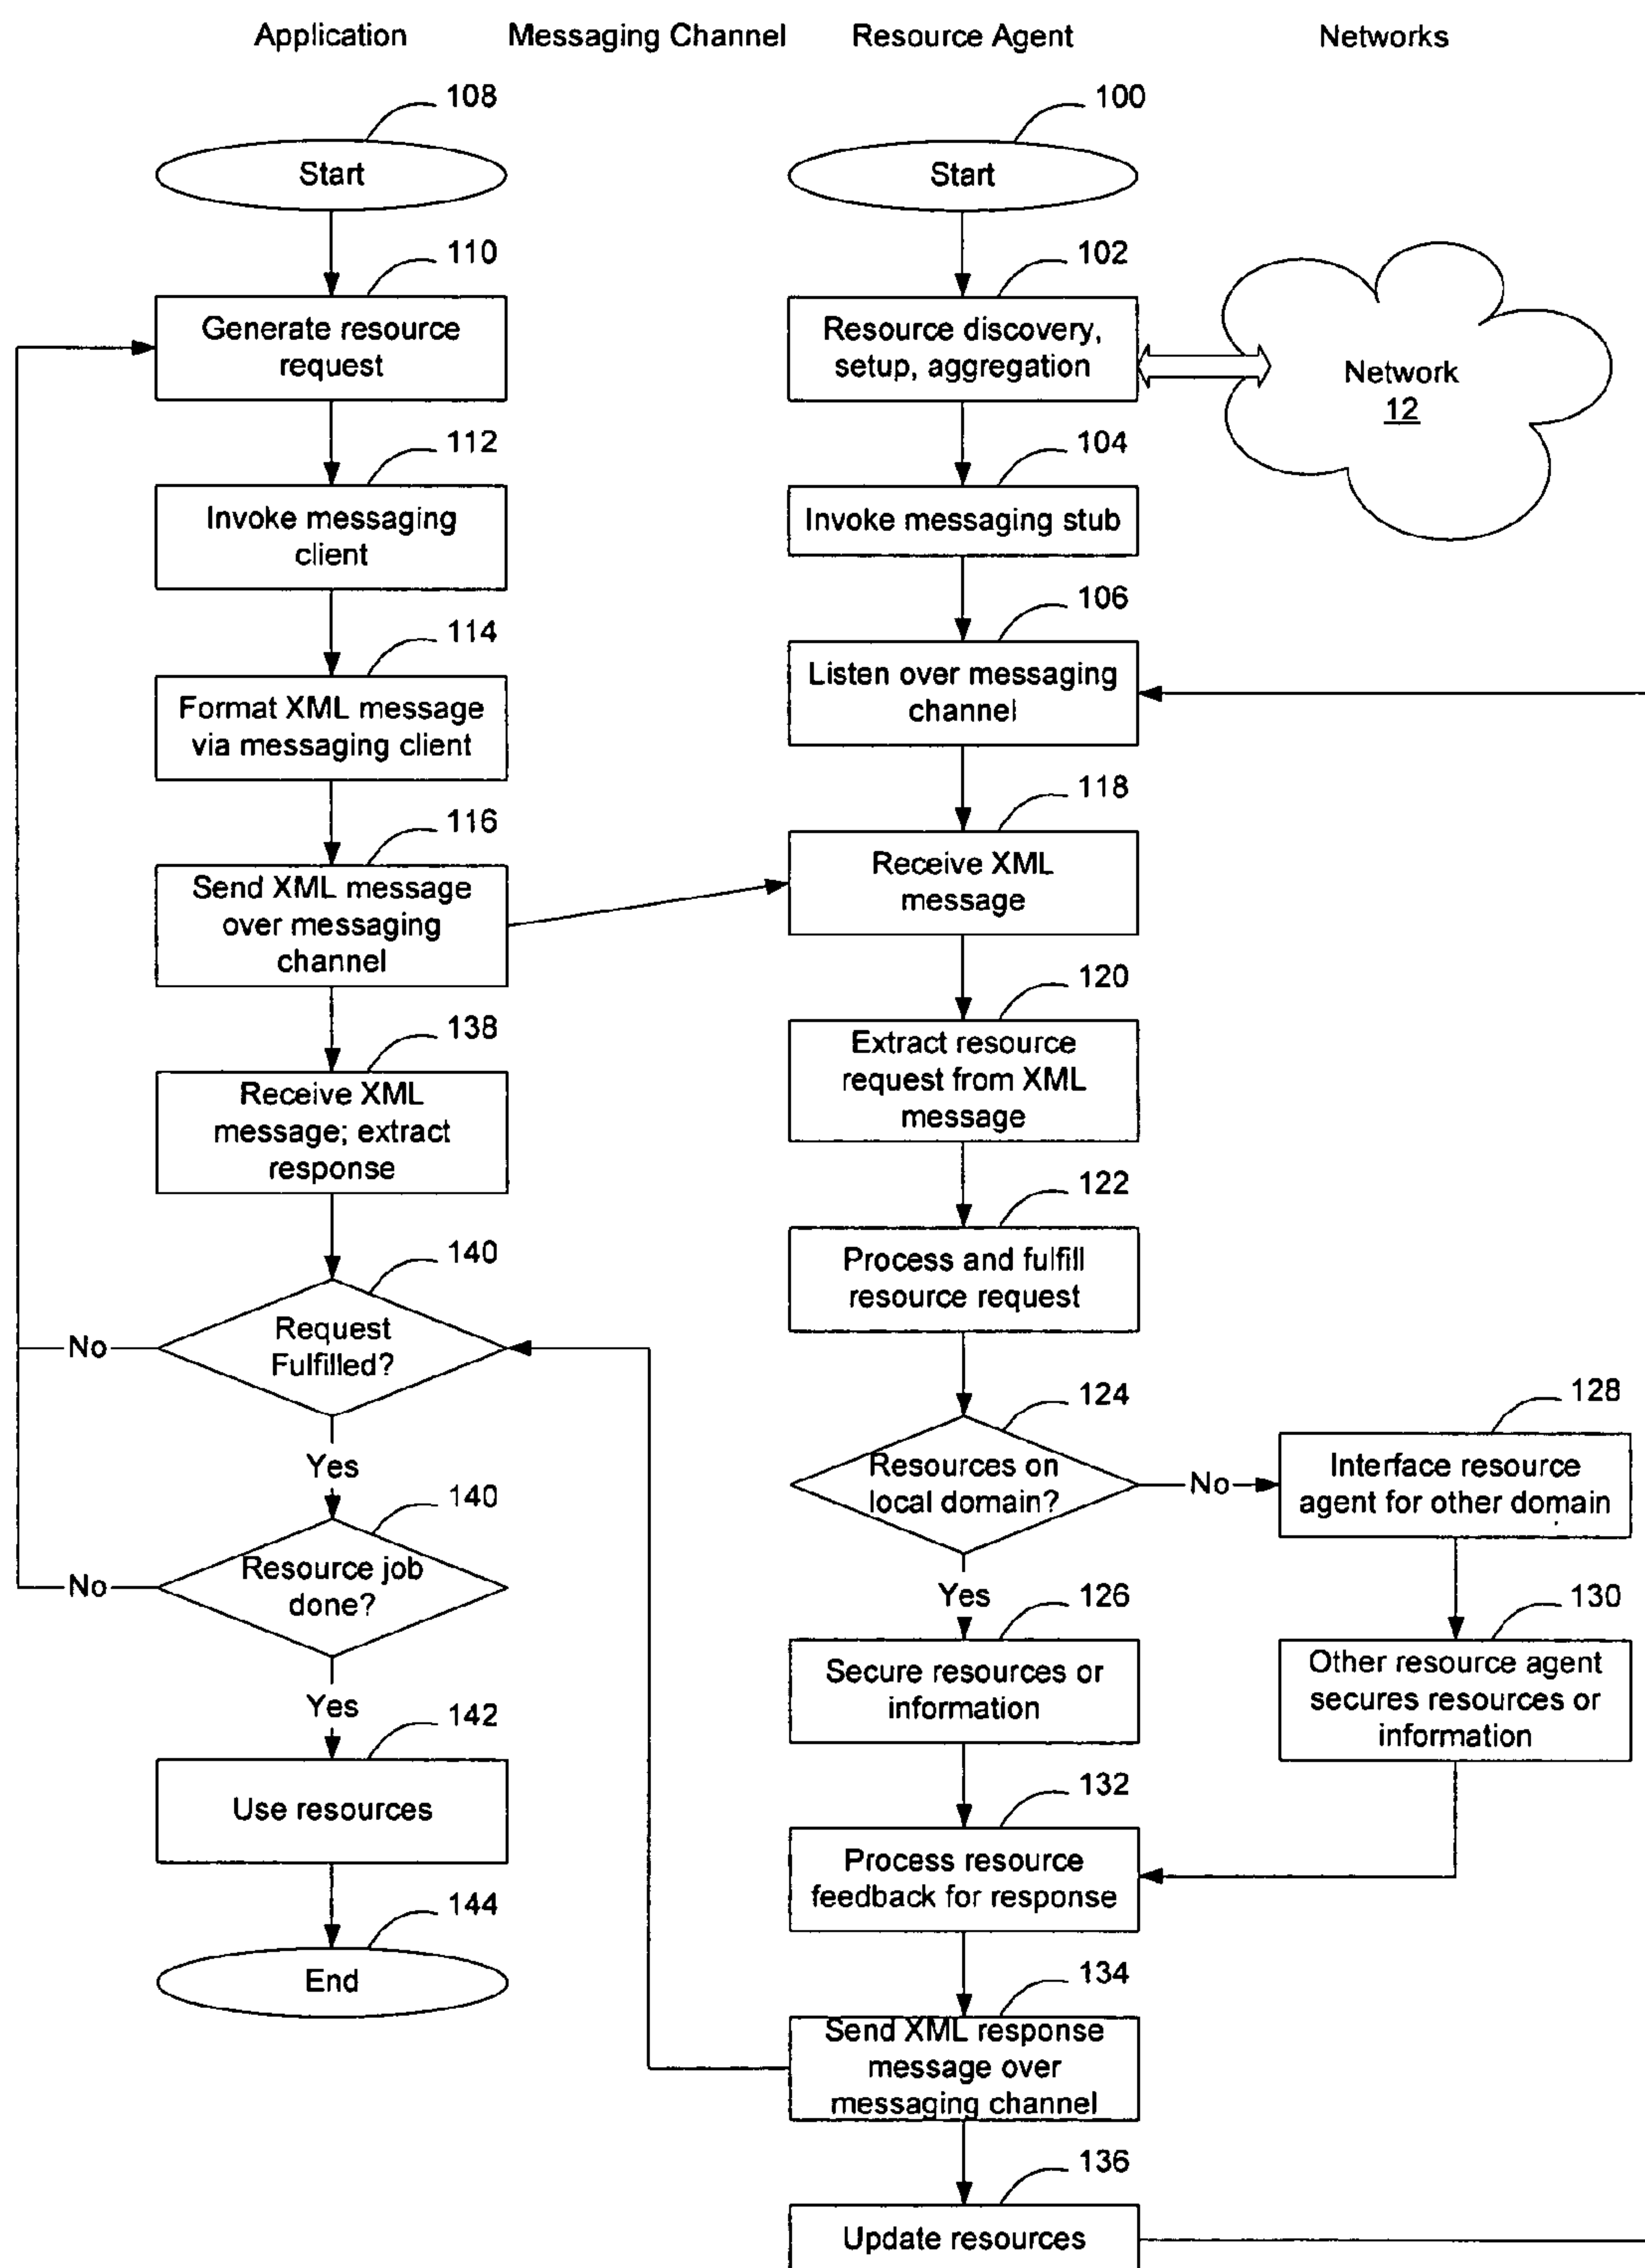 Application
Messaging Channel
Resource Agent
Networks
108
Start
110
Generate resource
request
112
Invoke messaging
client
114
Format XML message
via messaging client
116
Send XML message
over messaging
channel
138
Receive XML
message; extract
response
140
Request
Fulfilled?
No
Yes
140
Resource job
done?
No
Yes
142
Use resources
144
End
100
Start
102
Resource discovery,
setup, aggregation
Network
12
104
Invoke messaging stub
106
Listen over messaging
channel
118
Receive XML
message
120
Extract resource
request from XML
message
122
Process and fulfill
resource request
124
Resources on
local domain?
No
Yes
128
Interface resource
agent for other domain
130
Other resource agent
secures resources or
information
126
Secure resources or
information
132
Process resource
feedback for response
134
Send XML response
message over
messaging channel
136
Update resources